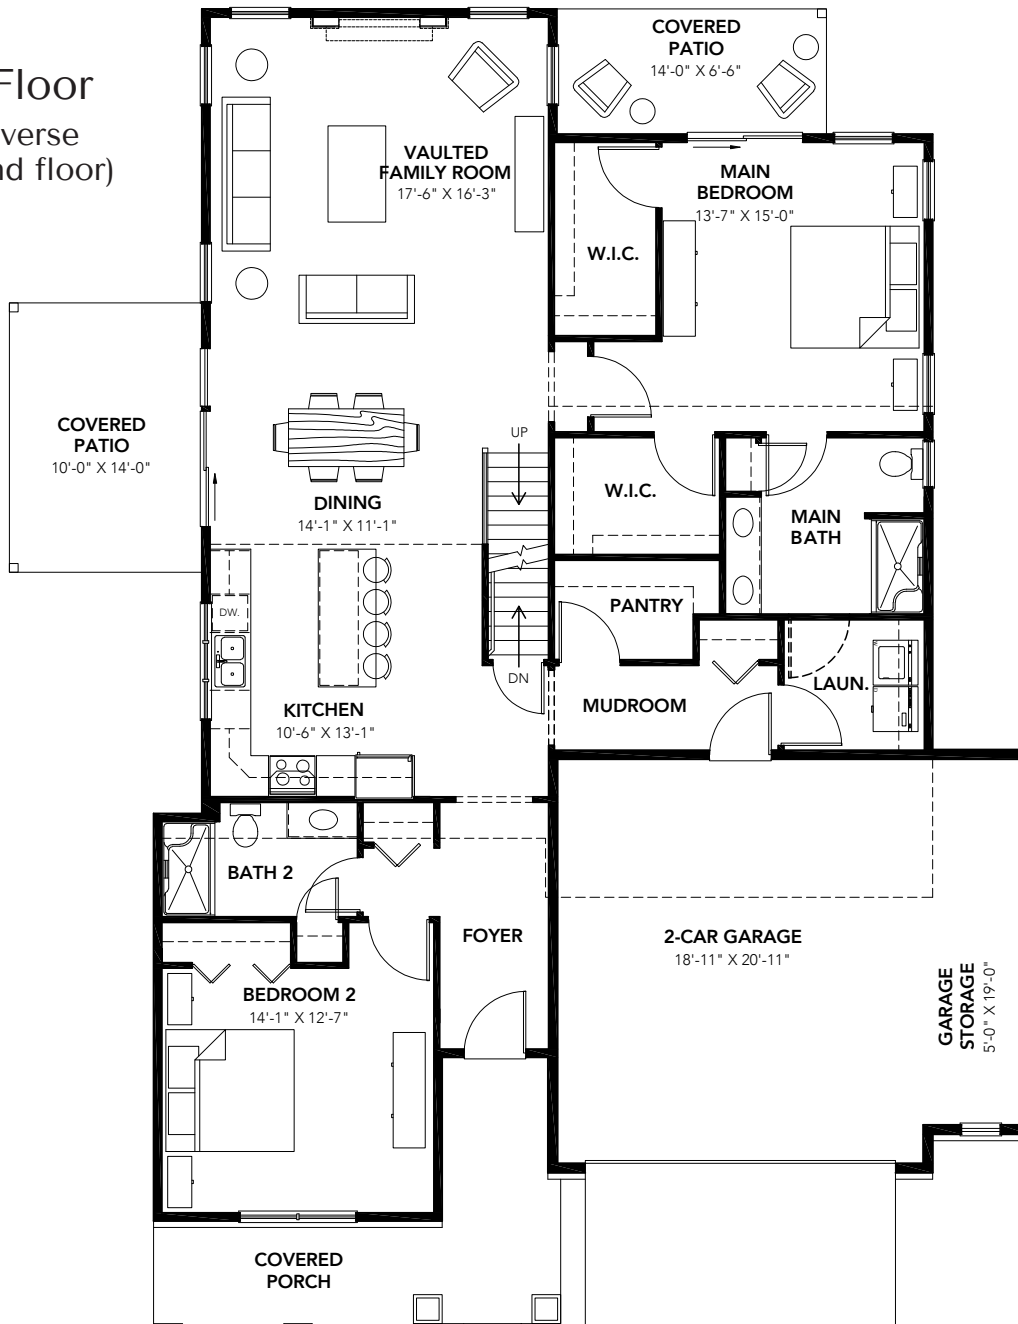 Floor
verse
nd floor)
COVERED
PATIO
14'-0" X 6'-6"
VAULTED
FAMILY ROOM
17'-6" X 16'-3"
MAIN
BEDROOM
13'-7" X 15'-0"
W.I.C.
COVERED
PATIO
10'-0" X 14'-0"
UP
DINING
14'-1" X 11'-1"
W.I.C.
MAIN
BATH
DW.
PANTRY
DN
LAUN.
MUDROOM
KITCHEN
10'-6" X 13'-1"
BATH 2
FOYER
2-CAR GARAGE
18'-11" X 20'-11"
GARAGE
STORAGE
5'-0" X 19'-0"
BEDROOM 2
14'-1" X 12'-7"
COVERED
PORCH